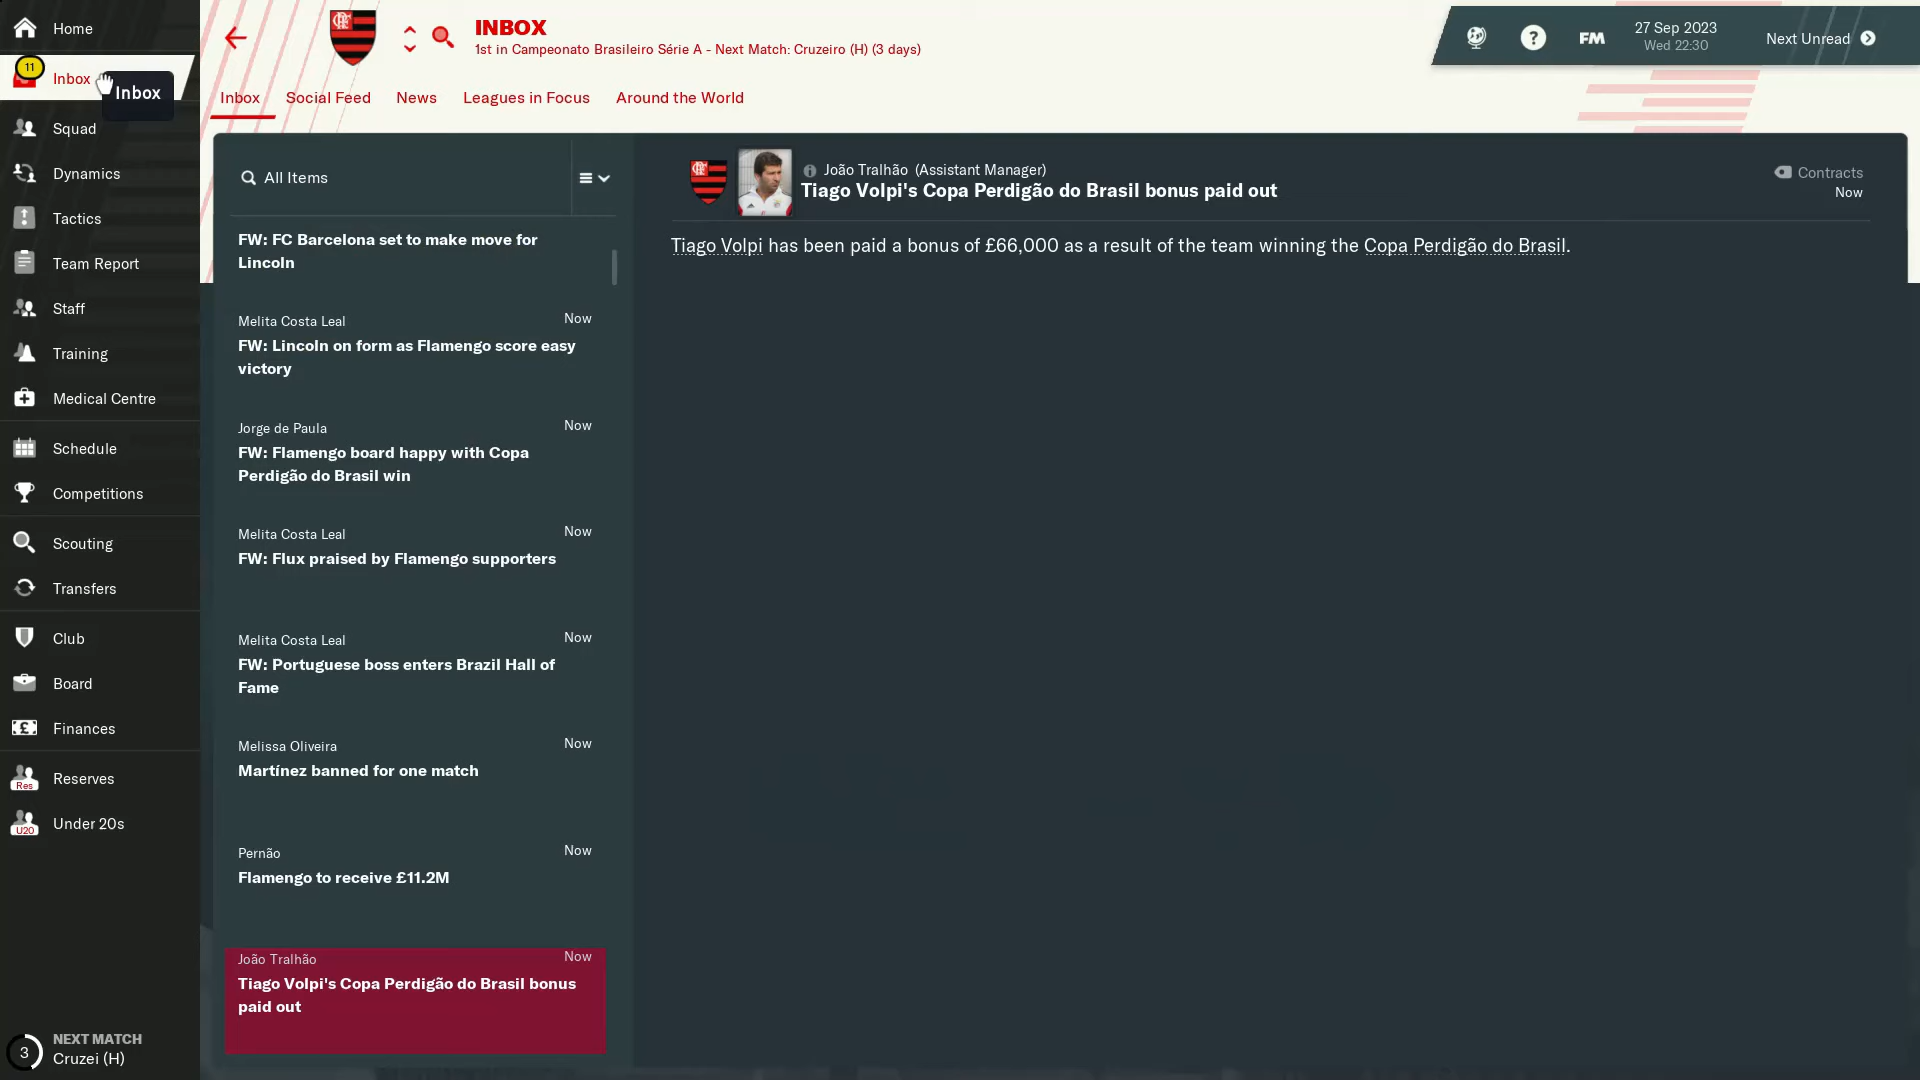 Home
11
Inbox
Inbox
Squad
Dynamics
Tactics
Team Report
Staff
Training
Medical Centre
Schedule
Competitions
Scouting
Transfers
Club
Board
Finances
Res
Reserves
U20
Under 20s
3
NEXT MATCH
Cruzei (H)
INBOX
1st in Campeonato Brasileiro Série A - Next Match: Cruzeiro (H) (3 days)
Inbox Social Feed News Leagues in Focus Around the World
? FM
27 Sep 2023
Wed 22:30
Next Unread
All Items
FW: FC Barcelona set to make move for
Lincoln
Melita Costa Leal Now
FW: Lincoln on form as Flamengo score easy
victory
Jorge de Paula Now
FW: Flamengo board happy with Copa
Perdigão do Brasil win
Melita Costa Leal Now
FW: Flux praised by Flamengo supporters
Melita Costa Leal Now
FW: Portuguese boss enters Brazil Hall of
Fame
Melissa Oliveira Now
Martínez banned for one match
Pernão Now
Flamengo to receive £11.2M
João Tralhão Now
Tiago Volpi's Copa Perdigão do Brasil bonus
paid out
João Tralhão (Assistant Manager)
Tiago Volpi's Copa Perdigão do Brasil bonus paid out
Contracts
Now
Tiago Volpi has been paid a bonus of £66,000 as a result of the team winning the Copa Perdigão do Brasil.